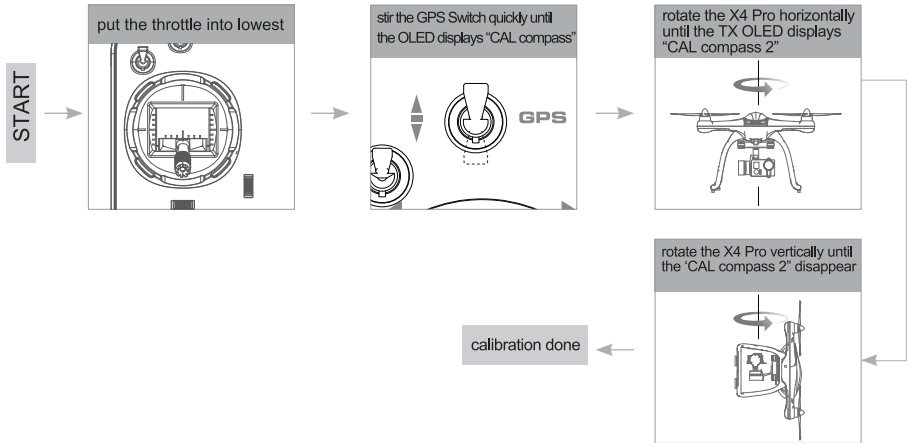 START
put the throttle into lowest
stir the GPS Switch quickly until
the OLED displays “CAL compass”
GPS
rotate the X4 Pro horizontally
until the TX OLED displays
“CAL compass 2”
rotate the X4 Pro vertically until
the ‘CAL compass 2” disappear
calibration done